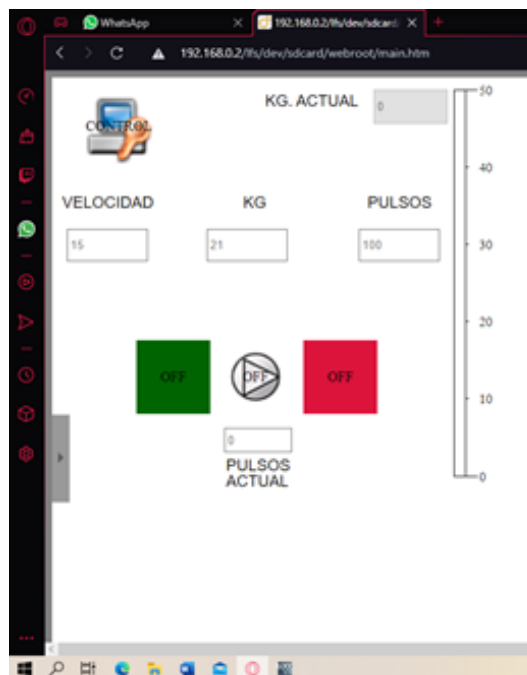 WhatsApp
192.168.0.2/lfs/dev/sdcard/
192.168.0.2/lfs/dev/sdcard/webroot/main.htm
CONTROL
KG. ACTUAL
0
50
40
VELOCIDAD
KG
PULSOS
15
21
100
30
20
OFF
OFF
OFF
10
0
PULSOS
ACTUAL
0